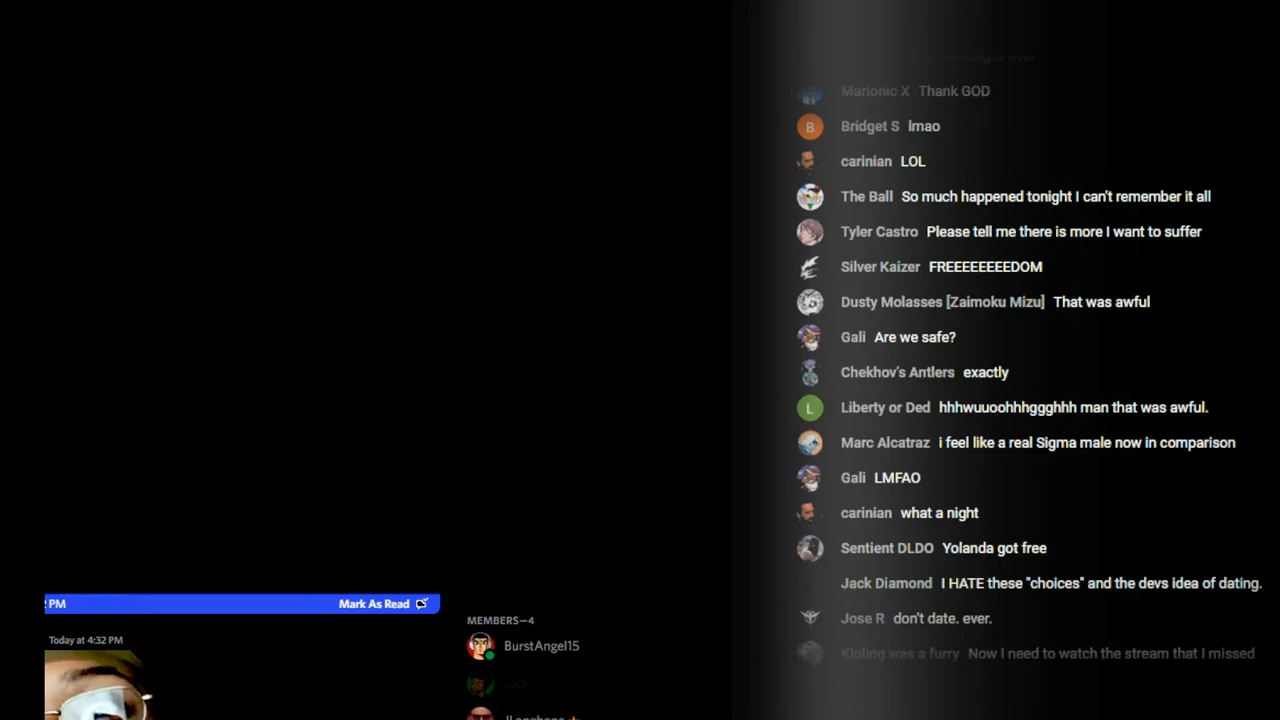 Marionic X Thank GOD
Bridget S lmao
carinian LOL
The Ball So much happened tonight I can't remember it all
Tyler Castro Please tell me there is more I want to suffer
Silver Kaizer FREEEEEEEEDOM
Dusty Molasses [Zaimoku Mizu] That was awful
Gali Are we safe?
Chekhov's Antlers exactly
L Liberty or Ded hhhwuuoohhhggghhh man that was awful.
Marc Alcatraz i feel like a real Sigma male now in comparison
Gali LMFAO
carinian what a night
Sentient DLDO Yolanda got free
Jack Diamond I HATE these "choices" and the devs idea of dating.
Jose R don't date. ever.
Kipling was a furry Now I need to watch the stream that I missed
PM Mark As Read
Today at 4:32 PM
MEMBERS—4
BurstAngel15